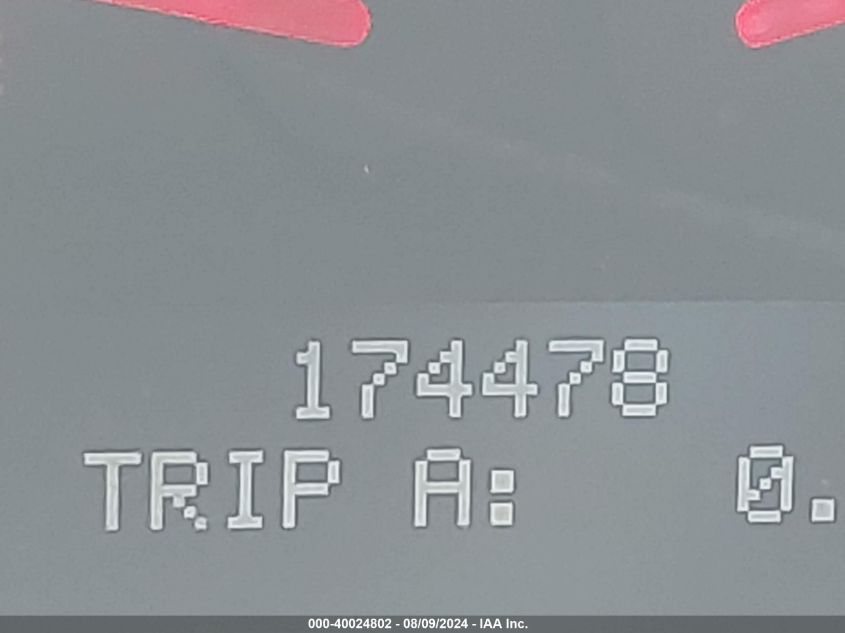 174478
TRIP A: 0.
000-40024802 - 08/09/2024 - IAA Inc.